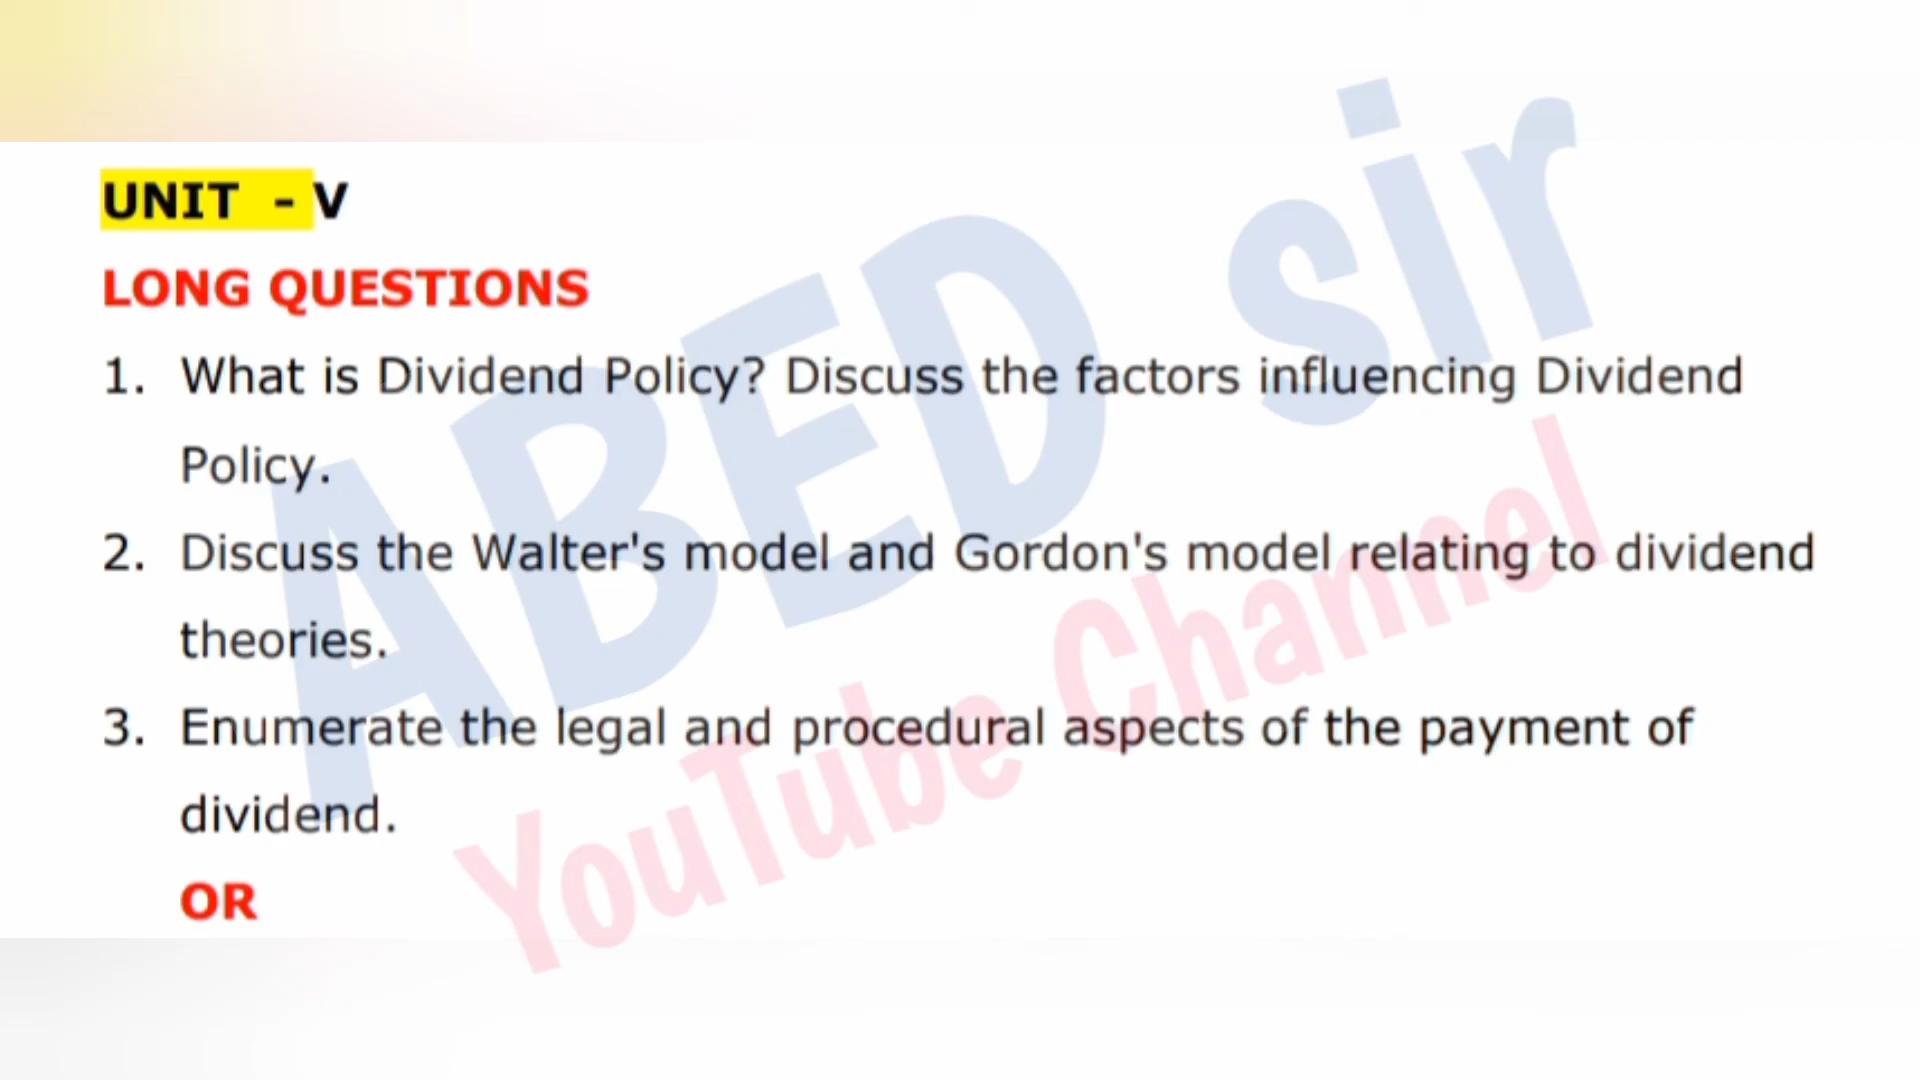 UNIT - V
LONG QUESTIONS
1. What is Dividend Policy? Discuss the factors influencing Dividend
Policy.
2. Discuss the Walter's model and Gordon's model relating to dividend
theories.
3. Enumerate the legal and procedural aspects of the payment of
dividend.
OR
ABED sir
YouTube Channel